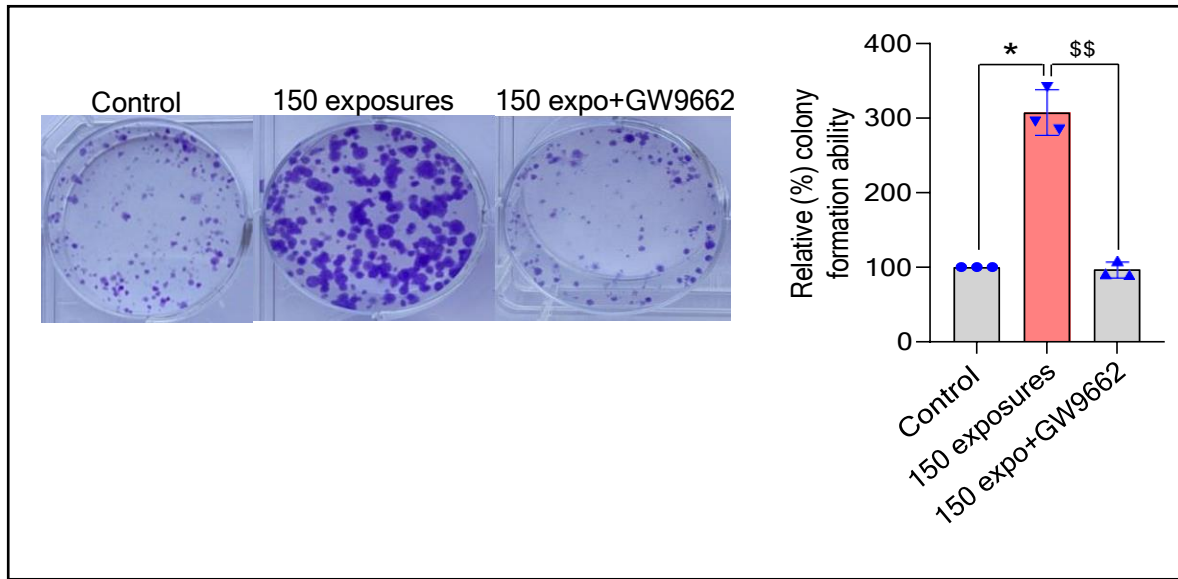 Control
150 exposures
150 expo+GW9662
Relative (%) colony
formation ability
400
300
200
100
0
*
$$
Control
150 exposures
150 expo+GW9662